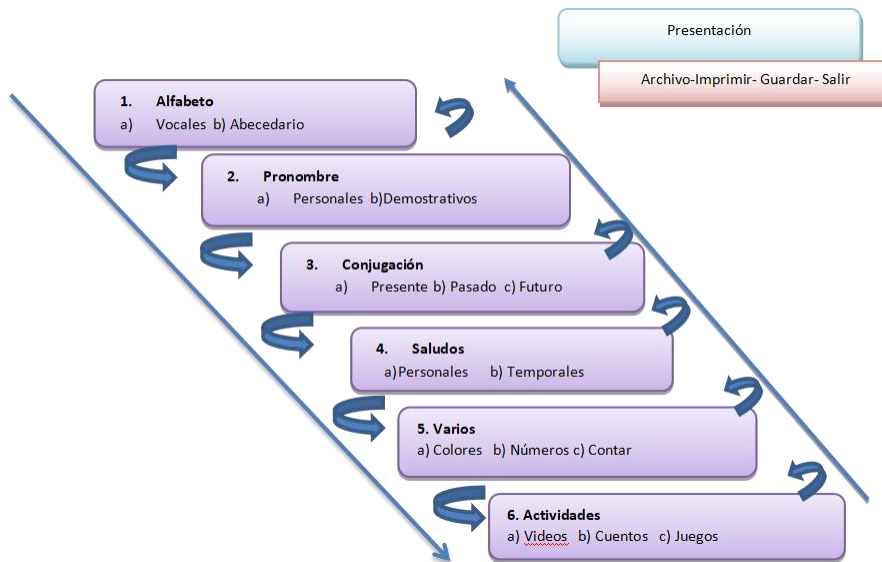 Presentación
Archivo-Imprimir- Guardar- Salir
1. Alfabeto
a) Vocales b) Abecedario
2. Pronombre
a) Personales b)Demostrativos
3. Conjugación
a) Presente b) Pasado c) Futuro
4. Saludos
a)Personales b) Temporales
5. Varios
a) Colores b) Números c) Contar
6. Actividades
a) Videos b) Cuentos c) Juegos